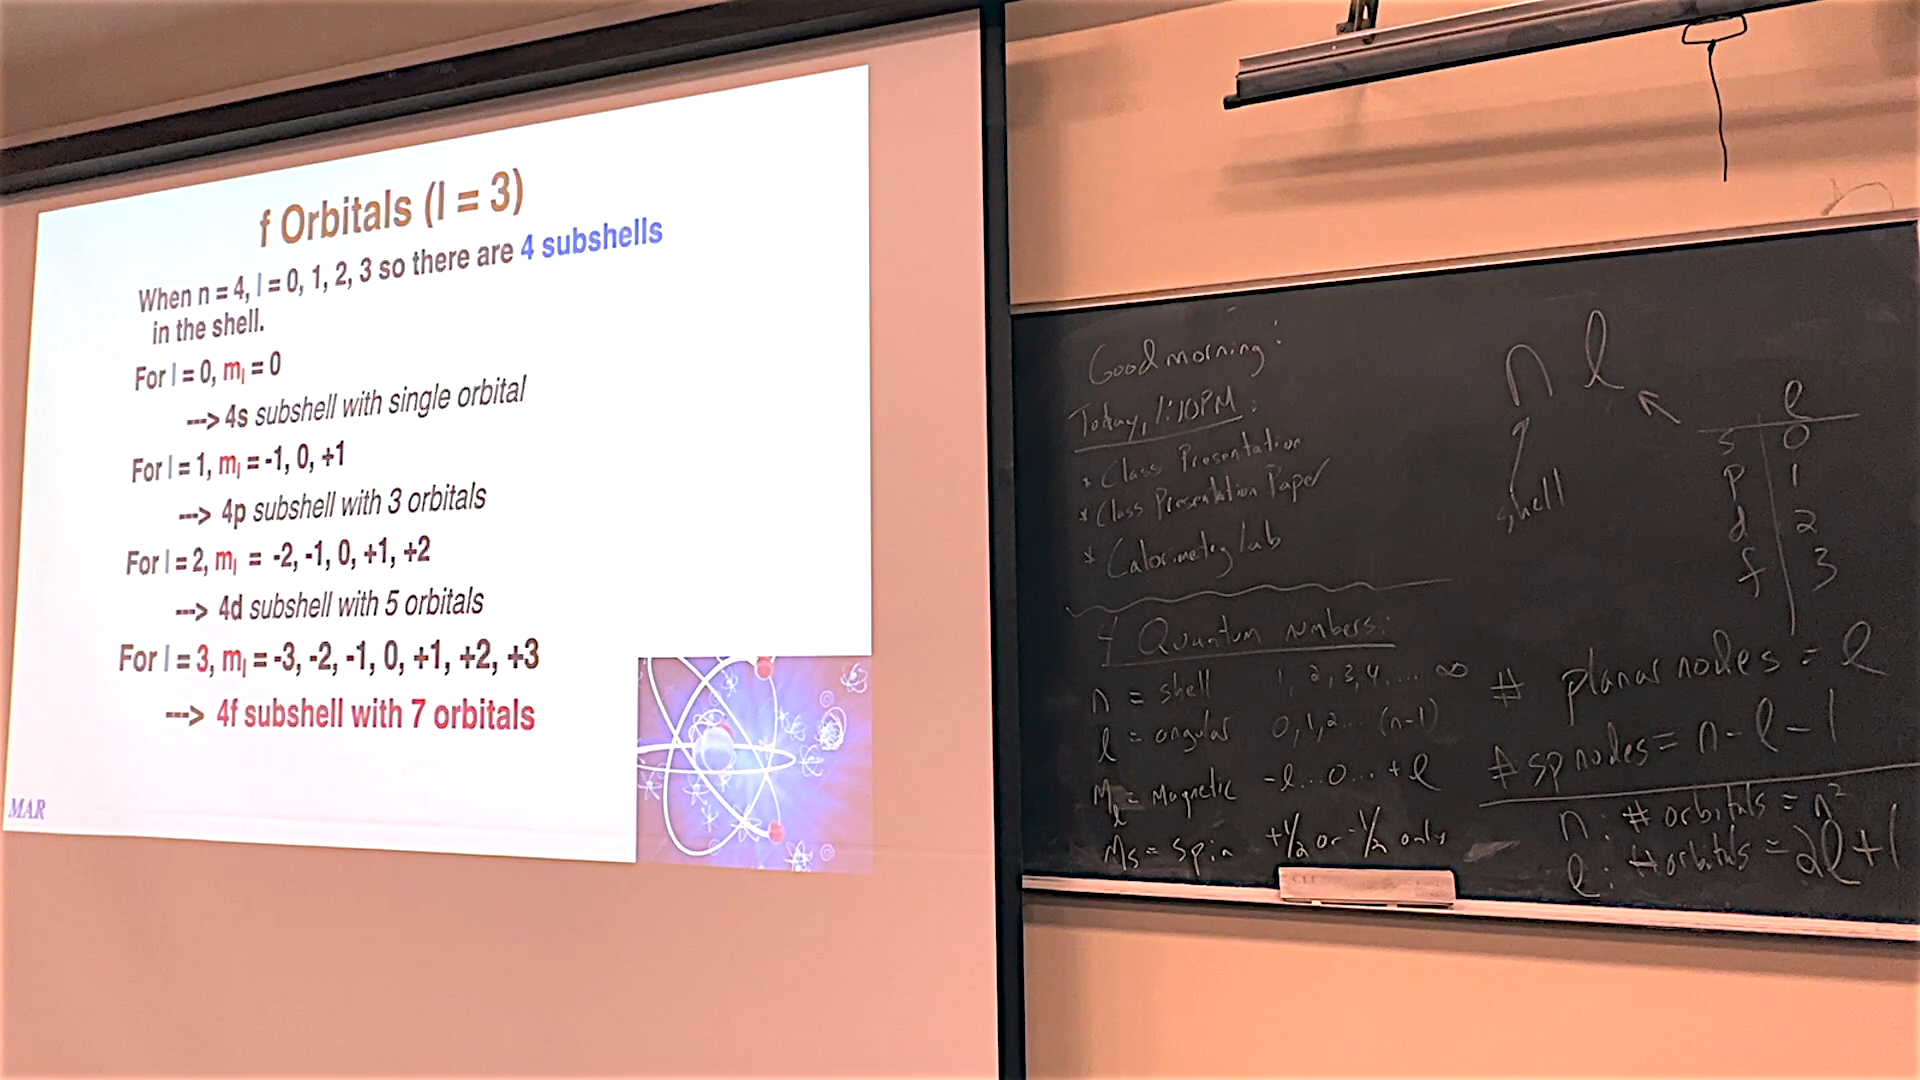 f Orbitals (l = 3)
When n = 4, l = 0, 1, 2, 3 so there are 4 subshells
in the shell.
For l = 0, ml = 0
---> 4s subshell with single orbital
For l = 1, ml = -1, 0, +1
---> 4p subshell with 3 orbitals
For l = 2, ml = -2, -1, 0, +1, +2
---> 4d subshell with 5 orbitals
For l = 3, ml = -3, -2, -1, 0, +1, +2, +3
---> 4f subshell with 7 orbitals
MAR
Good morning:
Today, 1:10PM:
* Class Presentation
* Class Presentation Paper
* Calorimetry lab
4 Quantum numbers:
n = shell 1, 2, 3, 4, ... ∞
l = angular 0, 1, 2... (n-1)
ml = Magnetic -l...0...+l
ms = spin +1/2 or -1/2 only
n l
shell
l
s 0
p 1
d 2
f 3
# planar nodes = l
# sp nodes = n - l - 1
n: # orbitals = n²
l: # orbitals = 2l+1